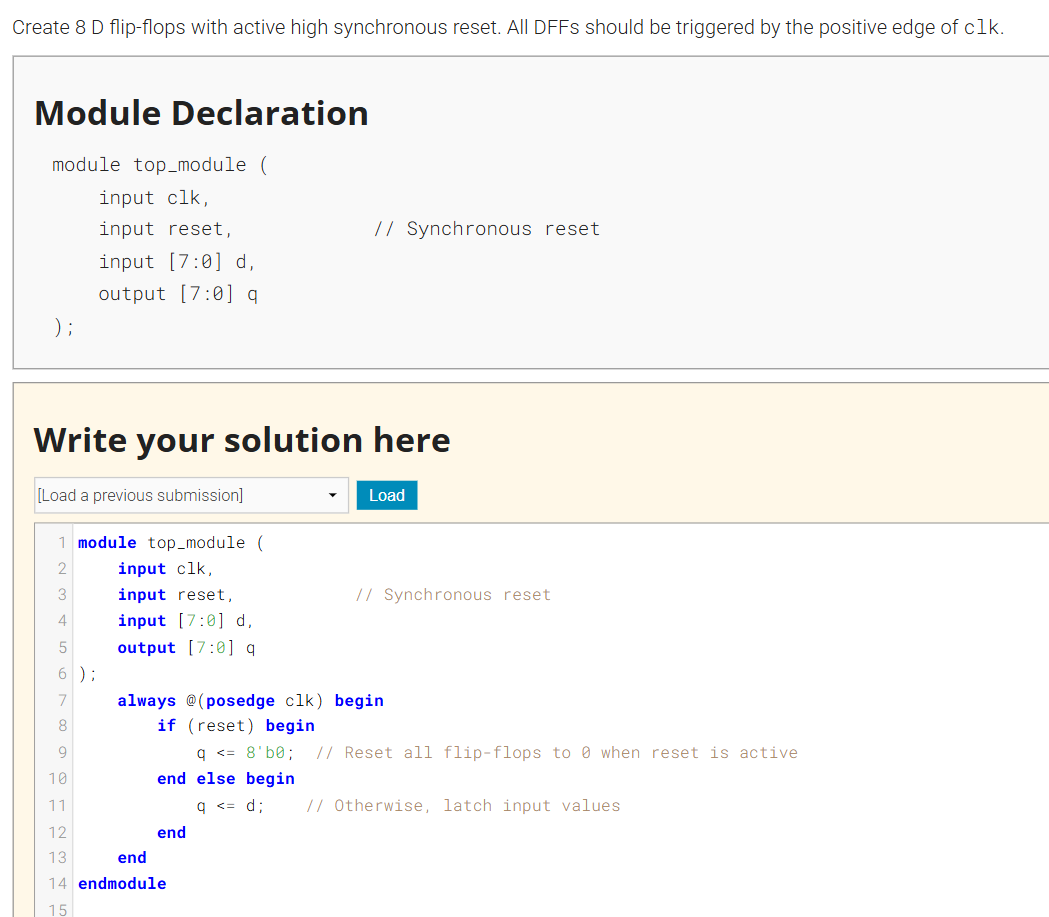 Create 8 D flip-flops with active high synchronous reset. All DFFs should be triggered by the positive edge of clk.
Module Declaration
module top_module (
    input clk,
    input reset,            // Synchronous reset
    input [7:0] d,
    output [7:0] q
);
Write your solution here
[Load a previous submission]
Load
1 module top_module (
2     input clk,
3     input reset,            // Synchronous reset
4     input [7:0] d,
5     output [7:0] q
6 );
7     always @(posedge clk) begin
8         if (reset) begin
9             q <= 8'b0;  // Reset all flip-flops to 0 when reset is active
10         end else begin
11             q <= d;    // Otherwise, latch input values
12         end
13     end
14 endmodule
15